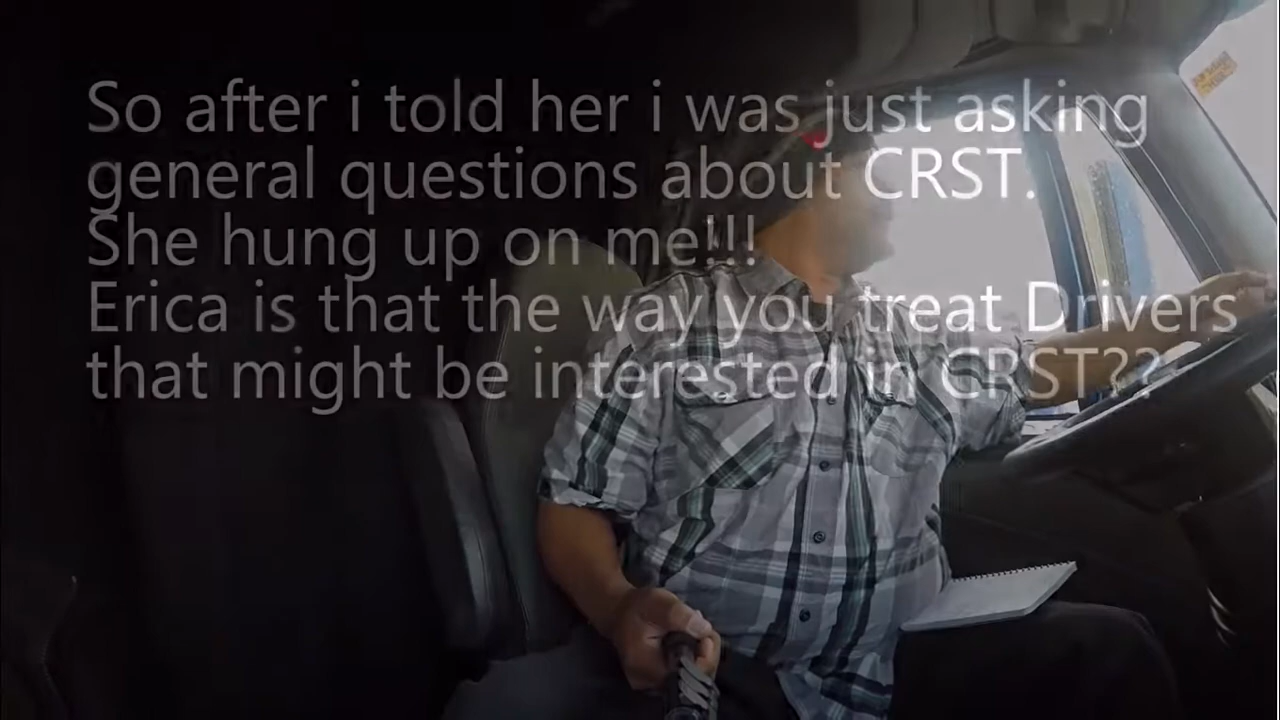 So after i told her i was just asking
general questions about CRST.
She hung up on me!!!
Erica is that the way you treat Drivers
that might be interested in CRST??